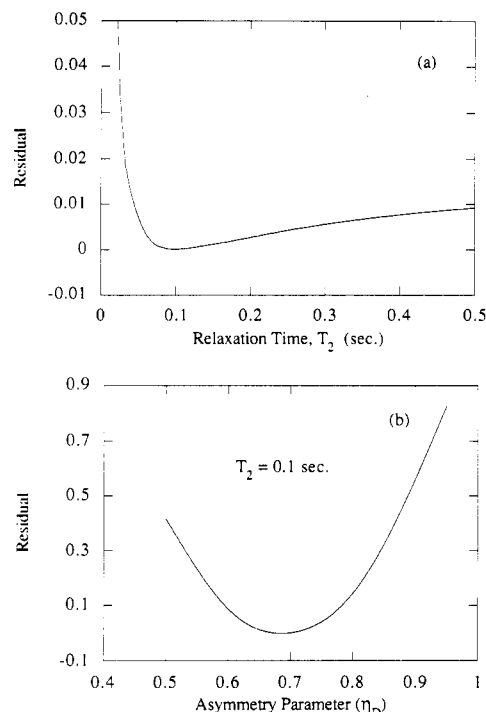 0.05
(a)
0.04
0.03
Residual
0.02
0.01
0
-0.01
0 0.1 0.2 0.3 0.4 0.5
Relaxation Time, T₂ (sec.)
0.9
(b)
0.7
T₂ = 0.1 sec.
0.5
Residual
0.3
0.1
-0.1
0.4 0.5 0.6 0.7 0.8 0.9 1
Asymmetry Parameter (η_D)